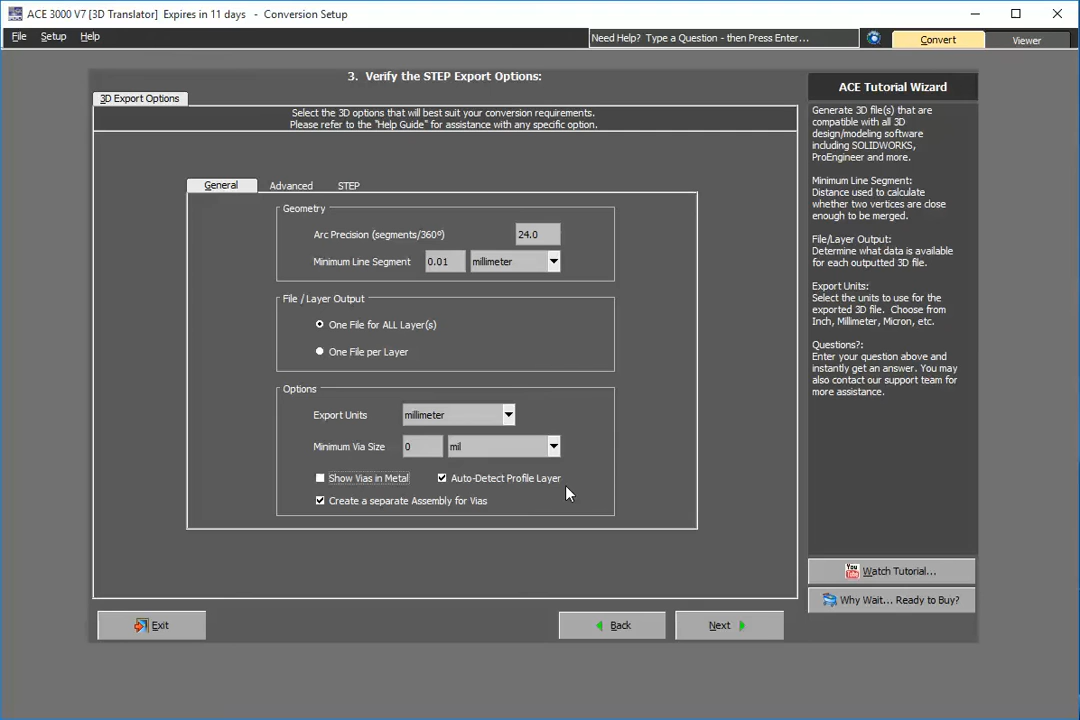 ACE 3000 V7 [3D Translator] Expires in 11 days - Conversion Setup
File Setup Help
Need Help? Type a Question - then Press Enter...
Convert
Viewer
3. Verify the STEP Export Options:
3D Export Options
Select the 3D options that will best suit your conversion requirements.
Please refer to the "Help Guide" for assistance with any specific option.
General Advanced STEP
Geometry
Arc Precision (segments/360º) 24.0
Minimum Line Segment 0.01 millimeter
File / Layer Output
One File for ALL Layer(s)
One File per Layer
Options
Export Units millimeter
Minimum Via Size 0 mil
Show Vias in Metal Auto-Detect Profile Layer
Create a separate Assembly for Vias
ACE Tutorial Wizard
Generate 3D file(s) that are
compatible with all 3D
design/modeling software
including SOLIDWORKS,
ProEngineer and more.
Minimum Line Segment:
Distance used to calculate
whether two vertices are close
enough to be merged.
File/Layer Output:
Determine what data is available
for each outputted 3D file.
Export Units:
Select the units to use for the
exported 3D file. Choose from
Inch, Millimeter, Micron, etc.
Questions?:
Enter your question above and
instantly get an answer. You may
also contact our support team for
more assistance.
You Tube Watch Tutorial...
Why Wait... Ready to Buy?
Exit
Back
Next